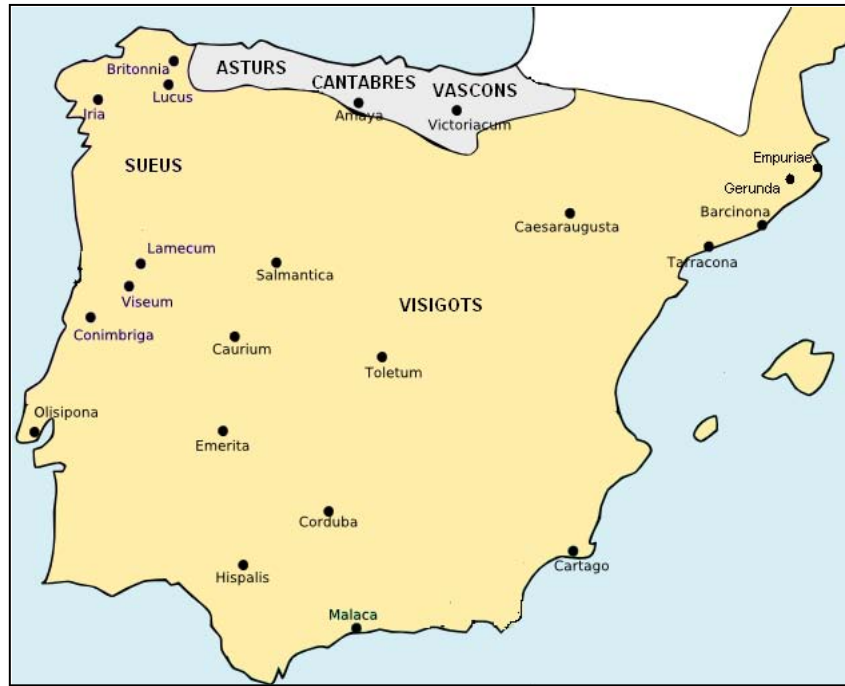 Britonnia
ASTURS
CANTABRES
VASCONS
Lucus
Iria
Amaya
Victoriacum
SUEUS
Empuriae
Gerunda
Barcinona
Caesaraugusta
Tarracona
Lamecum
Salmantica
Viseum
VISIGOTS
Conimbriga
Caurium
Toletum
Olisipona
Emerita
Corduba
Cartago
Hispalis
Malaca